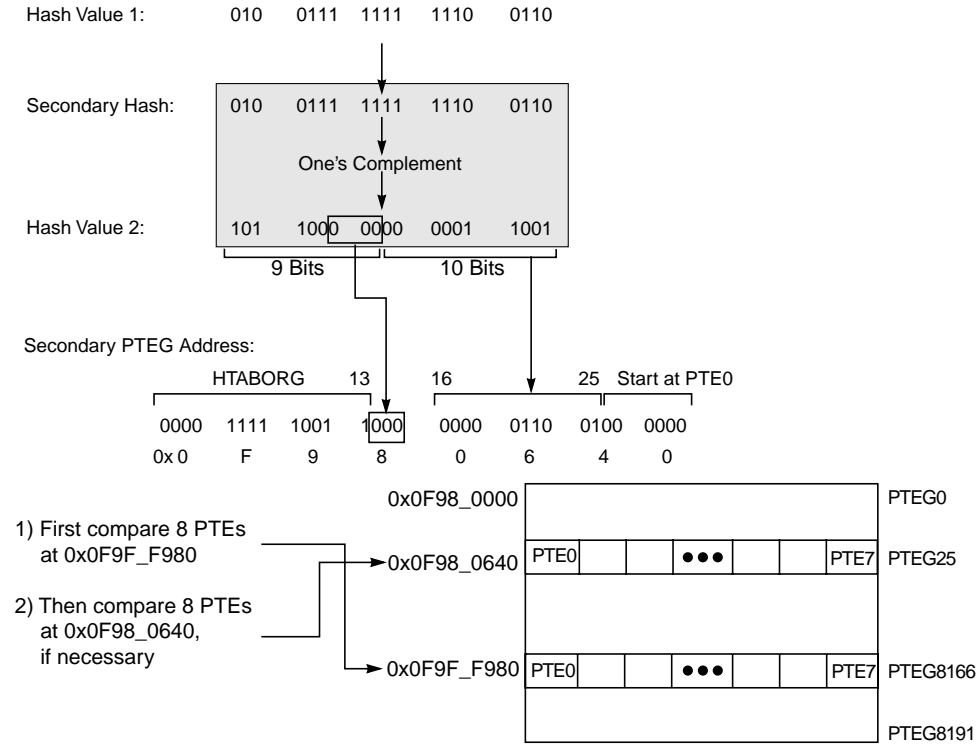 Hash Value 1: 010 0111 1111 1110 0110
Secondary Hash: 010 0111 1111 1110 0110
One's Complement
Hash Value 2: 101 1000 0000 0001 1001
9 Bits 10 Bits
Secondary PTEG Address:
HTABORG 13 16 25 Start at PTE0
0000 1111 1001 1000 0000 0110 0100 0000
0x 0 F 9 8 0 6 4 0
0x0F98_0000 PTEG0
1) First compare 8 PTEs
at 0x0F9F_F980
0x0F98_0640 PTE0 ●●● PTE7 PTEG25
2) Then compare 8 PTEs
at 0x0F98_0640,
if necessary
0x0F9F_F980 PTE0 ●●● PTE7 PTEG8166
PTEG8191